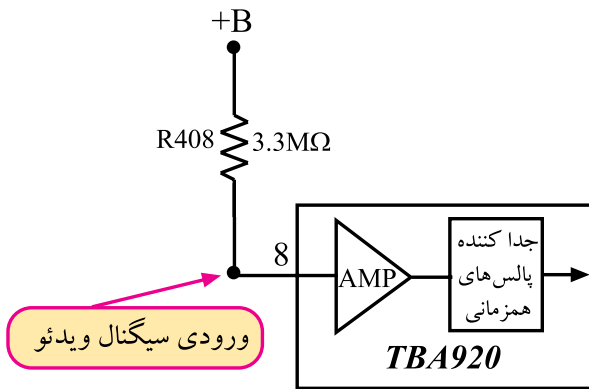 +B
R408
3.3MΩ
8
AMP
جدا کننده
پالس‌های
همزمانی
ورودی سیگنال ویدئو
TBA920